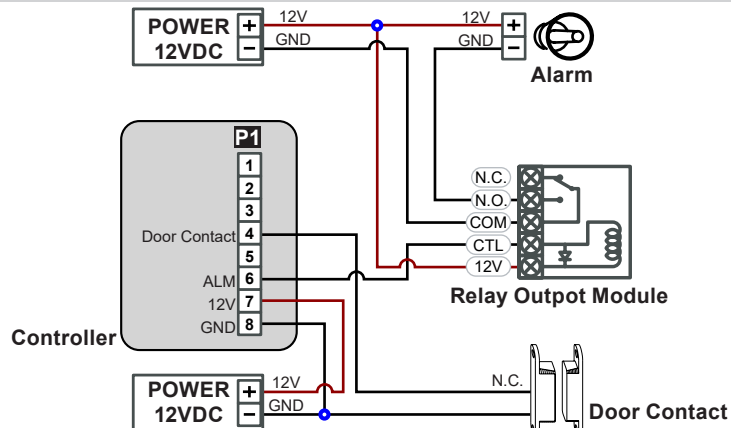 POWER
12VDC
+
−
12V
GND
12V
GND
+
−
Alarm
P1
1
2
3
Door Contact 4
5
ALM 6
12V 7
GND 8
Controller
N.C.
N.O.
COM
CTL
12V
Relay Outpot Module
POWER
12VDC
+
−
12V
GND
N.C.
Door Contact